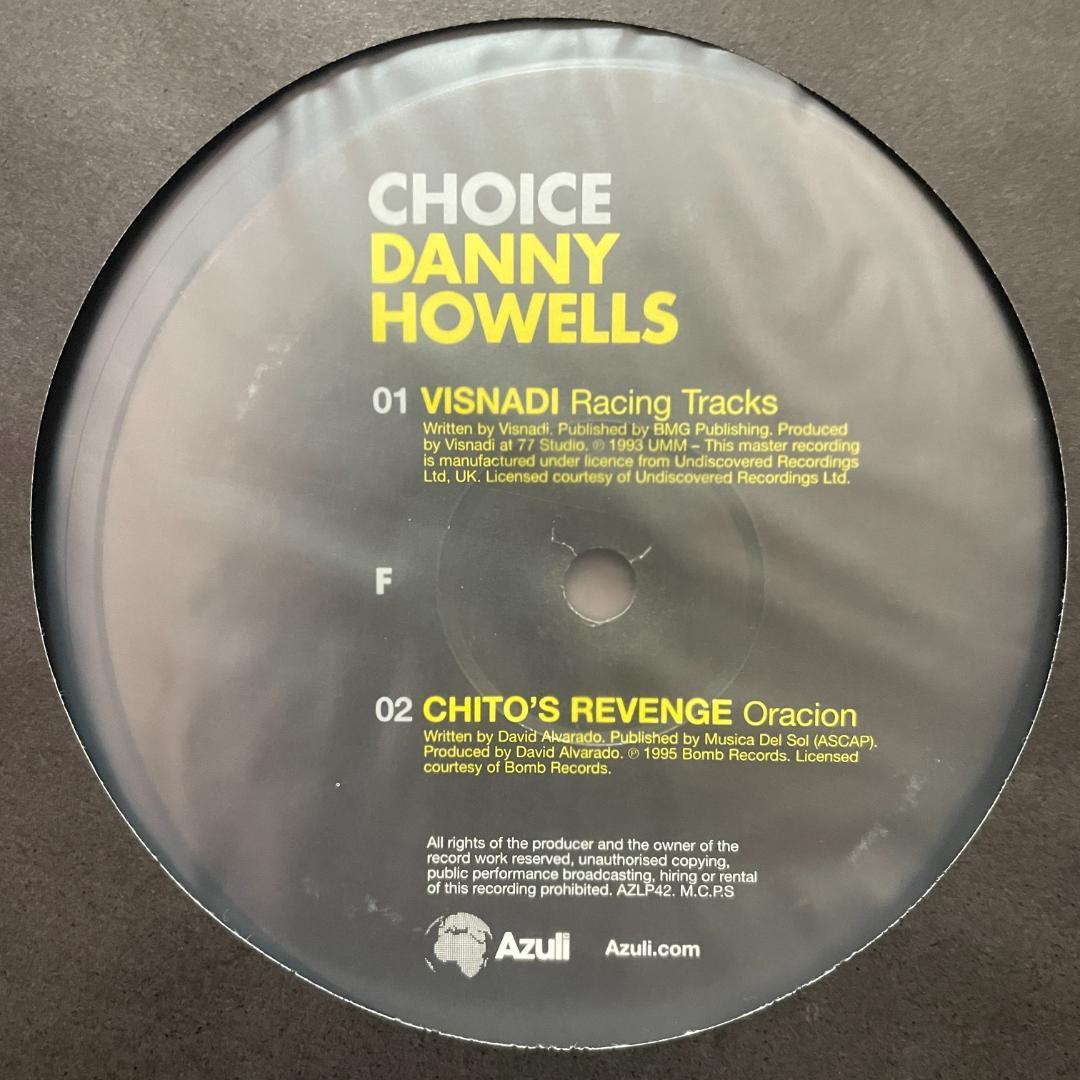 CHOICE
DANNY
HOWELLS
01 VISNADI Racing Tracks
Written by Visnadi. Published by BMG Publishing. Produced
by Visnadi at 77 Studio. ℗ 1993 UMM – This master recording
is manufactured under licence from Undiscovered Recordings
Ltd, UK. Licensed courtesy of Undiscovered Recordings Ltd.
F
02 CHITO'S REVENGE Oracion
Written by David Alvarado. Published by Musica Del Sol (ASCAP).
Produced by David Alvarado. ℗ 1995 Bomb Records. Licensed
courtesy of Bomb Records.
All rights of the producer and the owner of the
record work reserved, unauthorised copying,
public performance broadcasting, hiring or rental
of this recording prohibited. AZLP42. M.C.P.S
Azuli Azuli.com